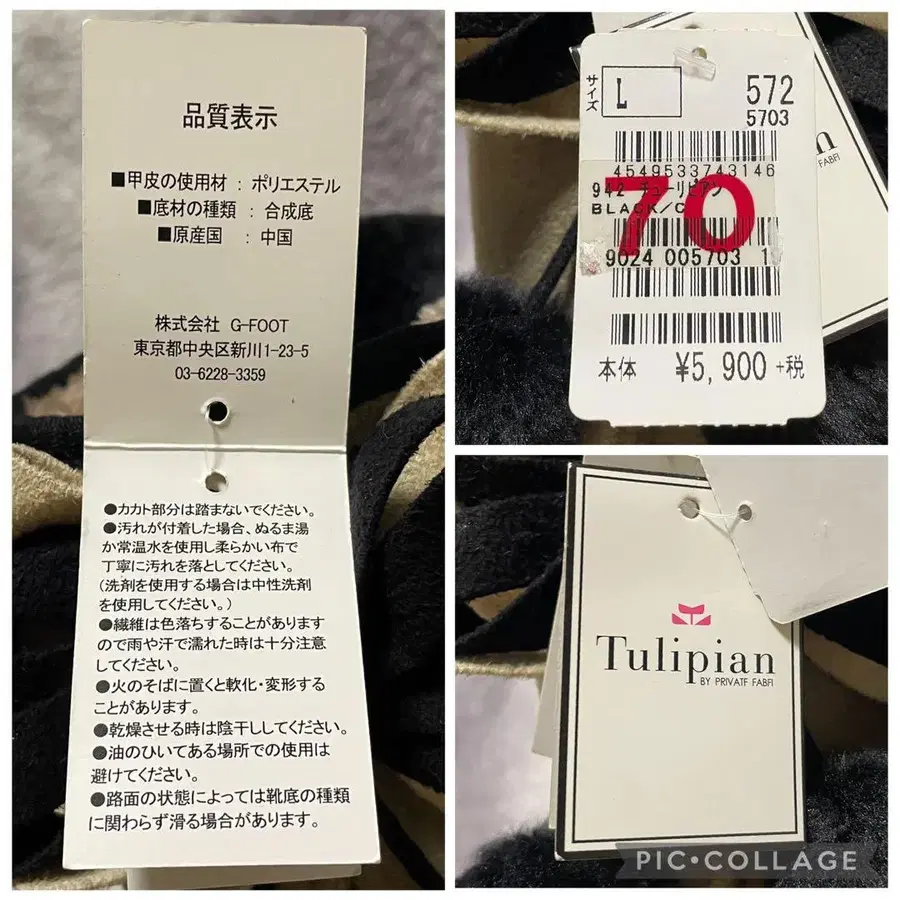 品質表示
■甲皮の使用材 : ポリエステル
■底材の種類 : 合成底
■原産国 : 中国
株式会社 G-FOOT
東京都中央区新川1-23-5
03-6228-3359
●カカト部分は踏まないでください。
●汚れが付着した場合、ぬるま湯
か常温水を使用し柔らかい布で
丁寧に汚れを落としてください。
(洗剤を使用する場合は中性洗剤
を使用してください。)
●繊維は色落ちすることがあります
ので雨や汗で濡れた時は十分注意
してください。
●火のそばに置くと軟化・変形する
ことがあります。
●乾燥させる時は陰干ししてください。
●油のひいてある場所での使用は
避けてください。
●路面の状態によっては靴底の種類
に関わらず滑る場合があります。
サイズ
L
572
5703
4549533743146
942 チューリピアン
BLACK/C
70
9024 005703 1
本体 ¥5,900 +税
Tulipian
BY PRIVATE FABFI
PIC•COLLAGE